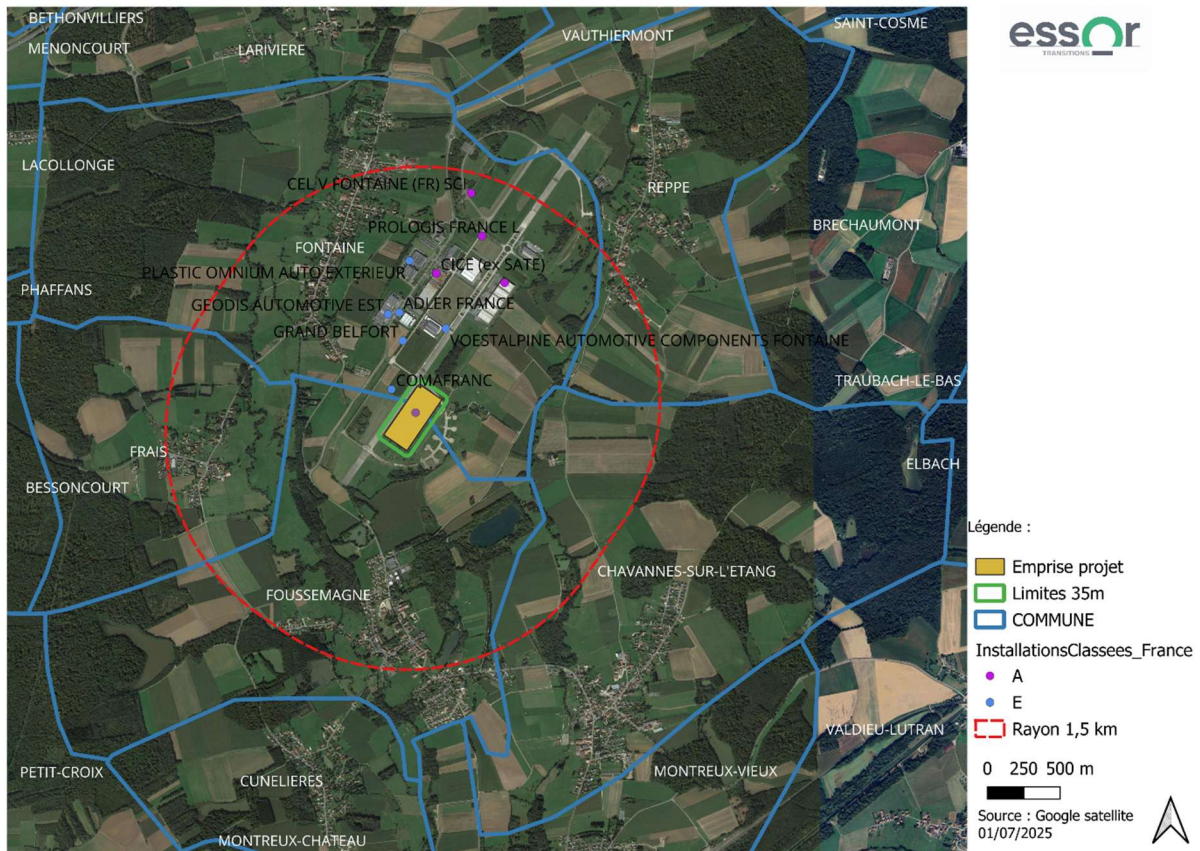 BETHONVILLIERS
SAINT-COSME
MENONCOURT
LARIVIERE
VAUTHIERMONT
essor
TRANSITIONS
LACOLLONGE
CEL V FONTAINE (FR) SCI
REPPE
PROLOGIS FRANCE L
BRECHAUMONT
FONTAINE
PLASTIC OMNIUM AUTO EXTERIEUR
CICE (ex SATE)
PHAFFANS
GEODIS AUTOMOTIVE EST
ADLER FRANCE
GRAND BELFORT
VOESTALPINE AUTOMOTIVE COMPONENTS FONTAINE
COMAFRANC
TRAUBACH-LE-BAS
FRAIS
ELBACH
BESSONCOURT
CHAVANNES-SUR-L'ETANG
FOUSSEMAGNE
VALDIEU-LUTRAN
PETIT-CROIX
CUNELIERES
MONTREUX-VIEUX
MONTREUX-CHATEAU
Légende :
Emprise projet
Limites 35m
COMMUNE
InstallationsClassees_France
A
E
Rayon 1,5 km
0 250 500 m
Source : Google satellite
01/07/2025